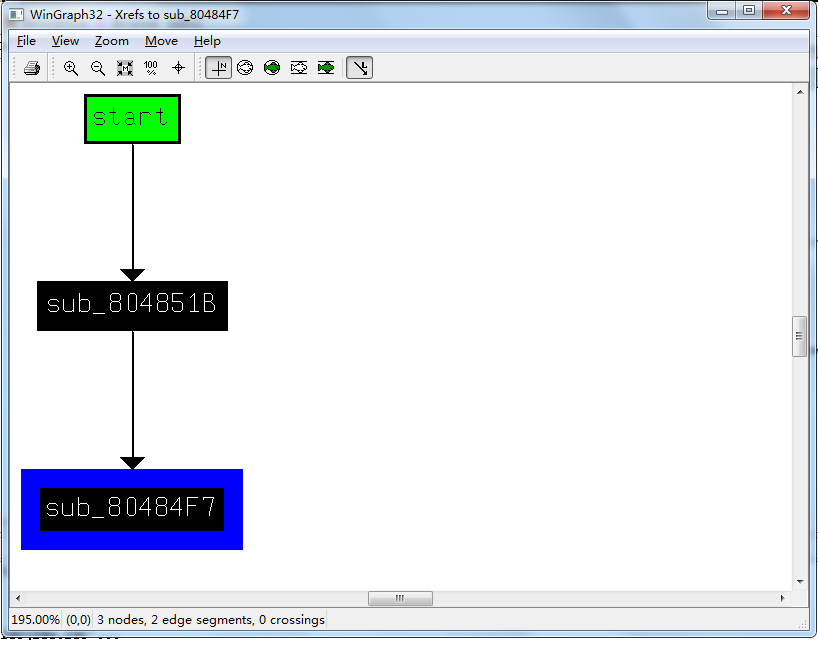 WinGraph32 - Xrefs to sub_80484F7
File View Zoom Move Help
100 %
N
start
sub_804851B
sub_80484F7
195.00% (0,0) 3 nodes, 2 edge segments, 0 crossings